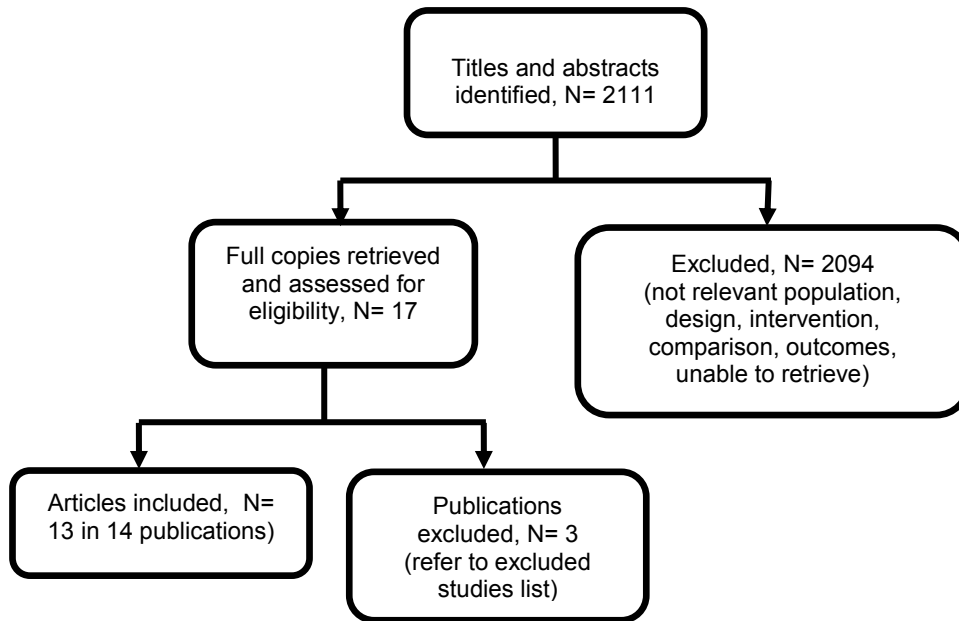 Titles and abstracts
identified, N= 2111
Full copies retrieved
and assessed for
eligibility, N= 17
Excluded, N= 2094
(not relevant population,
design, intervention,
comparison, outcomes,
unable to retrieve)
Articles included, N=
13 in 14 publications)
Publications
excluded, N= 3
(refer to excluded
studies list)